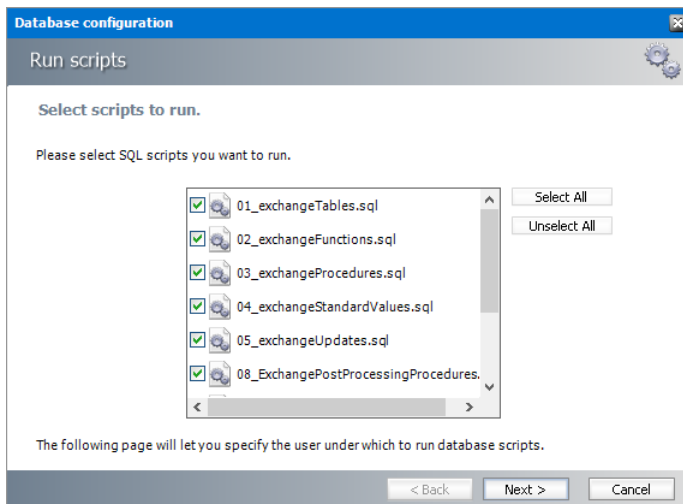 Database configuration
Run scripts
Select scripts to run.
Please select SQL scripts you want to run.
01_exchangeTables.sql
02_exchangeFunctions.sql
03_exchangeProcedures.sql
04_exchangeStandardValues.sql
05_exchangeUpdates.sql
08_ExchangePostProcessingProcedures.
Select All
Unselect All
The following page will let you specify the user under which to run database scripts.
< Back
Next >
Cancel